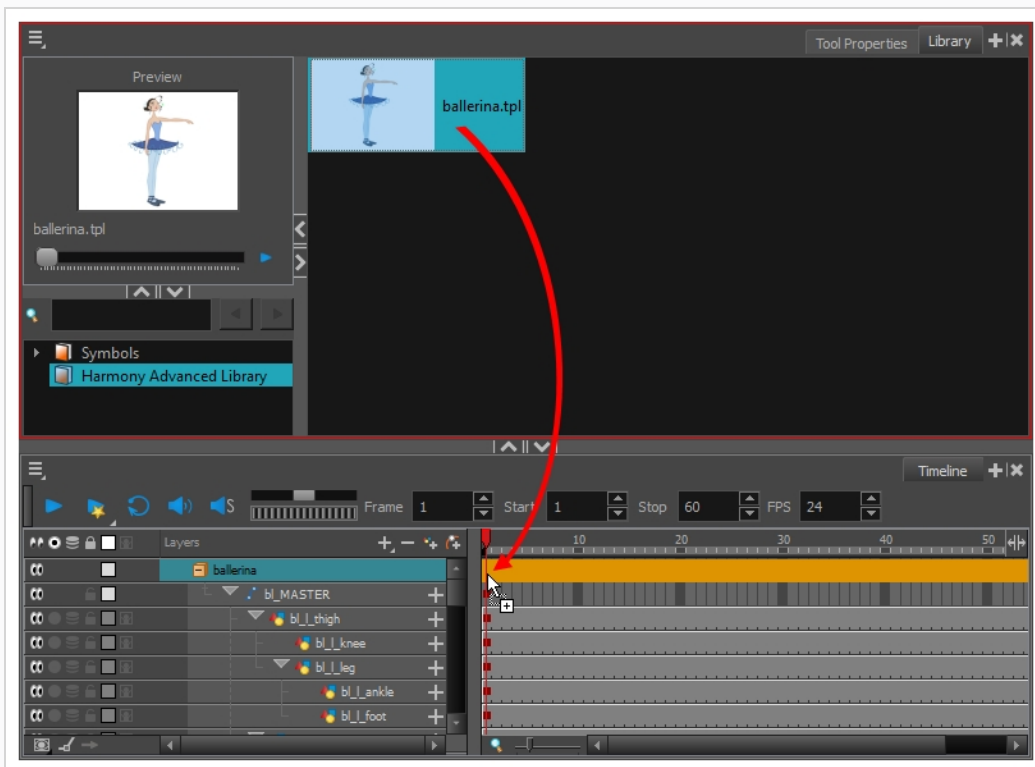 Tool Properties Library
Preview
ballerina.tpl
ballerina.tpl
Symbols
Harmony Advanced Library
Timeline
S Frame 1 Start 1 Stop 60 FPS 24
Layers 10 20 30 40 50
ballerina
bl_MASTER
bl_l_thigh
bl_l_knee
bl_l_leg
bl_l_ankle
bl_l_foot